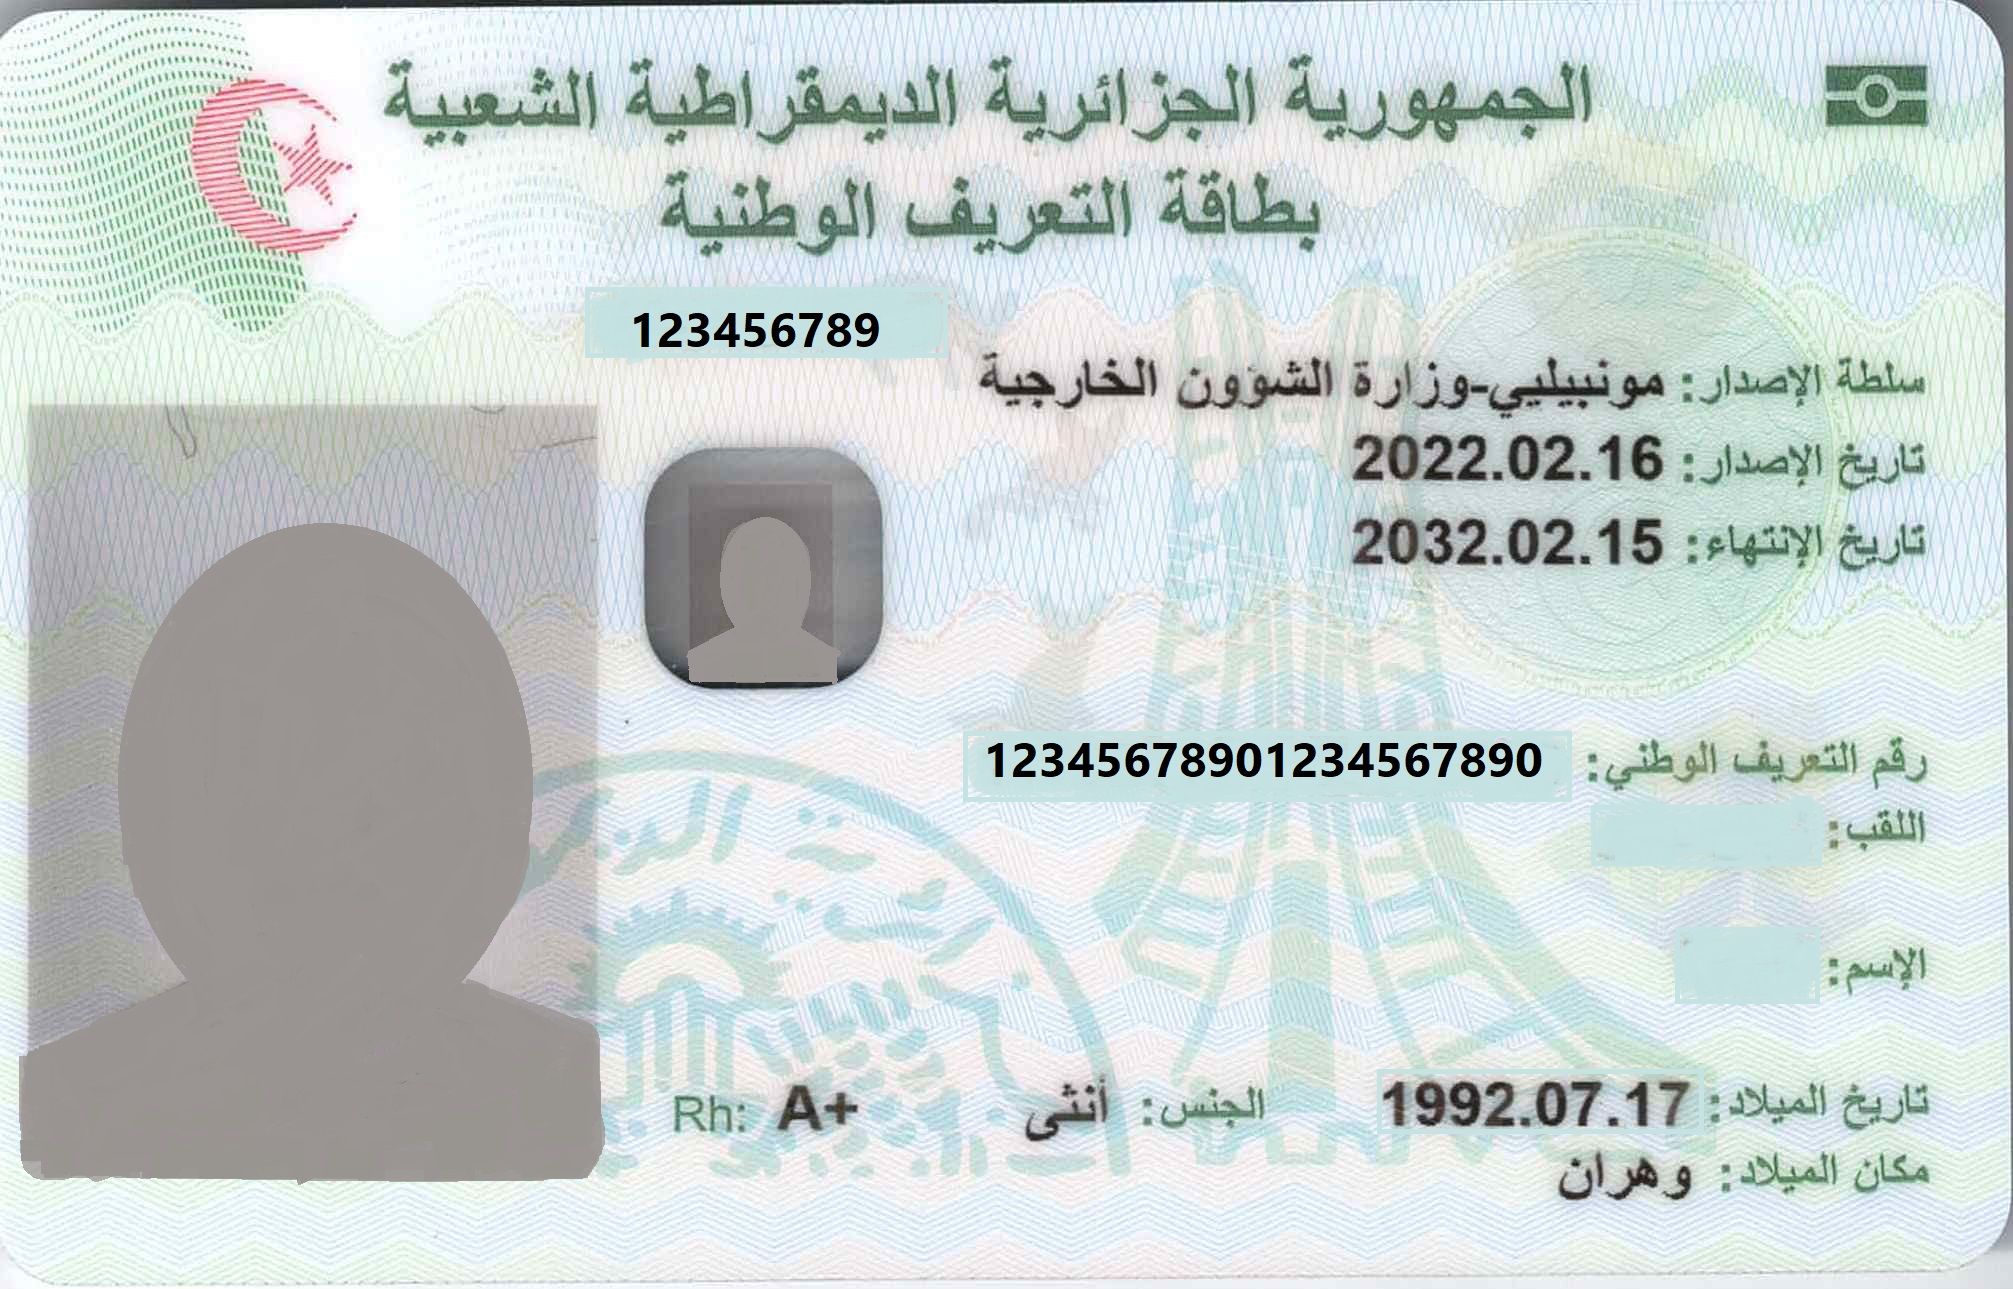 الجمهورية الجزائرية الديمقراطية الشعبية
بطاقة التعريف الوطنية
123456789
سلطة الإصدار: مونبيليي-وزارة الشؤون الخارجية
تاريخ الإصدار: 2022.02.16
تاريخ الإنتهاء: 2032.02.15
رقم التعريف الوطني: 12345678901234567890
اللقب:
الإسم:
تاريخ الميلاد: 1992.07.17 الجنس: أنثى Rh: A+
مكان الميلاد: وهران